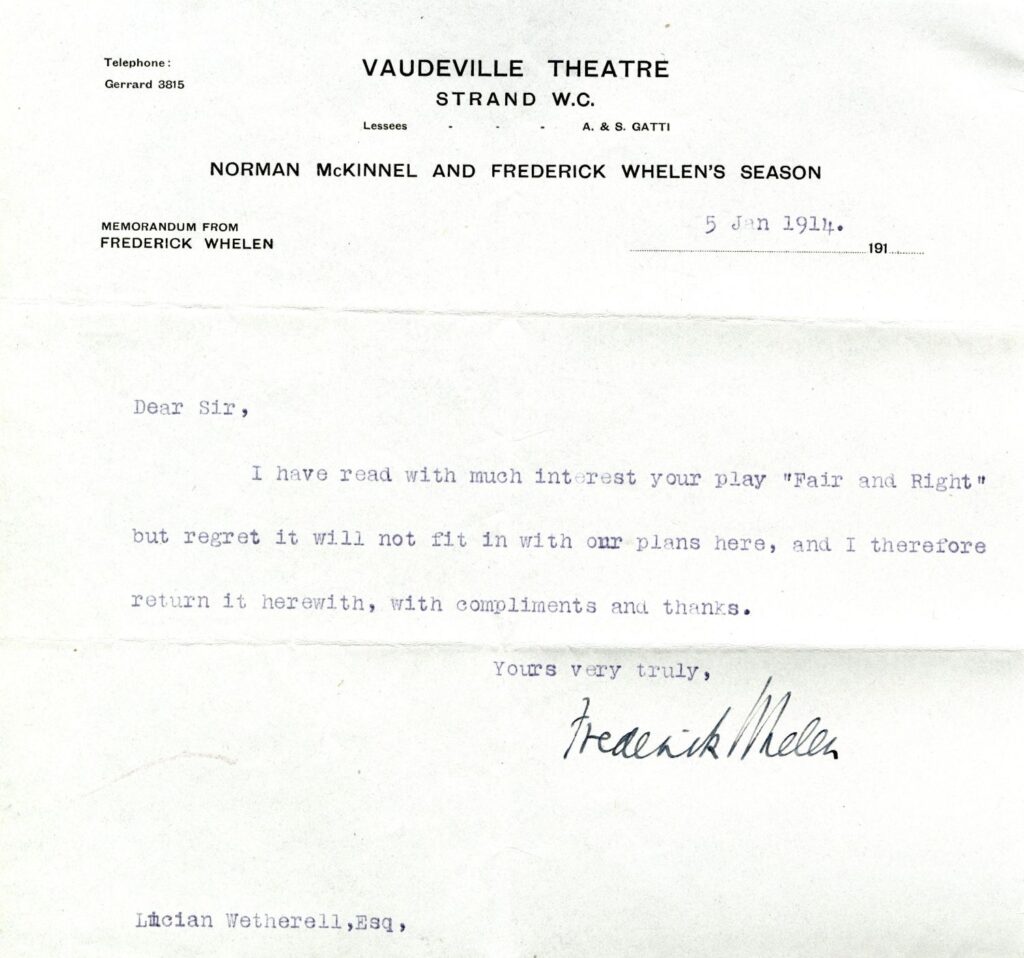 Telephone:
Gerrard 3815
VAUDEVILLE THEATRE
STRAND W.C.
Lessees - - - A. & S. GATTI
NORMAN McKINNEL AND FREDERICK WHELEN'S SEASON
MEMORANDUM FROM
FREDERICK WHELEN
5 Jan 1914.
191
Dear Sir,
I have read with much interest your play "Fair and Right"
but regret it will not fit in with our plans here, and I therefore
return it herewith, with compliments and thanks.
Yours very truly,
Frederick Whelen
Lucian Wetherell,Esq,